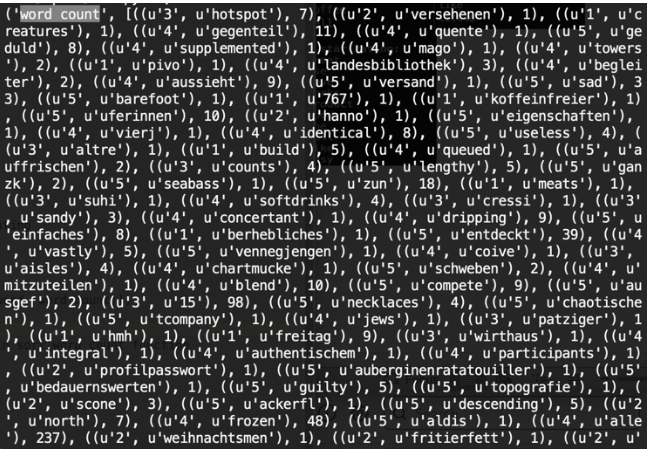 ('word count', [((u'3', u'hotspot'), 7), ((u'2', u'versehenen'), 1), ((u'1', u'c
reatures'), 1), ((u'4', u'gegenteil'), 11), ((u'4', u'quente'), 1), ((u'5', u'ge
duld'), 8), ((u'4', u'supplemented'), 1), ((u'4', u'mago'), 1), ((u'4', u'towers
'), 2), ((u'1', u'pivo'), 1), ((u'4', u'landesbibliothek'), 3), ((u'4', u'beglei
ter'), 2), ((u'4', u'aussieht'), 9), ((u'5', u'versand'), 1), ((u'5', u'sad'), 3
3), ((u'5', u'barefoot'), 1), ((u'1', u'767'), 1), ((u'1', u'koffeinfreier'), 1)
, ((u'5', u'uferinnen'), 10), ((u'2', u'hanno'), 1), ((u'5', u'eigenschaften'),
1), ((u'4', u'vierj'), 1), ((u'4', u'identical'), 8), ((u'5', u'useless'), 4), (
(u'3', u'altre'), 1), ((u'1', u'build'), 5), ((u'4', u'queued'), 1), ((u'5', u'a
uffrischen'), 2), ((u'3', u'counts'), 4), ((u'5', u'lengthy'), 5), ((u'5', u'gan
zk'), 2), ((u'5', u'seabass'), 1), ((u'5', u'zun'), 18), ((u'1', u'meats'), 1),
((u'3', u'suhi'), 1), ((u'4', u'softdrinks'), 4), ((u'3', u'cressi'), 1), ((u'3'
, u'sandy'), 3), ((u'4', u'concertant'), 1), ((u'4', u'dripping'), 9), ((u'5', u
'einfaches'), 8), ((u'1', u'berhebliches'), 1), ((u'5', u'entdeckt'), 39), ((u'4
', u'vastly'), 5), ((u'5', u'vennegjengen'), 1), ((u'4', u'coive'), 1), ((u'3',
u'aisles'), 4), ((u'4', u'chartmucke'), 1), ((u'5', u'schweben'), 2), ((u'4', u'
mitzuteilen'), 1), ((u'4', u'blend'), 10), ((u'5', u'compete'), 9), ((u'5', u'au
sgef'), 2), ((u'3', u'15'), 98), ((u'5', u'necklaces'), 4), ((u'5', u'chaotische
n'), 1), ((u'5', u'tcompany'), 1), ((u'4', u'jews'), 1), ((u'3', u'patziger'), 1
), ((u'1', u'hmh'), 1), ((u'1', u'freitag'), 9), ((u'3', u'wirthaus'), 1), ((u'4
', u'integral'), 1), ((u'4', u'authentischem'), 1), ((u'4', u'participants'), 1)
, ((u'2', u'profilpasswort'), 1), ((u'5', u'auberginenratatouiller'), 1), ((u'5'
, u'bedauernswerten'), 1), ((u'5', u'guilty'), 5), ((u'5', u'topografie'), 1), (
(u'2', u'scone'), 3), ((u'5', u'ackerfl'), 1), ((u'5', u'descending'), 5), ((u'2
', u'north'), 7), ((u'4', u'frozen'), 48), ((u'5', u'aldis'), 1), ((u'4', u'alle
'), 237), ((u'2', u'weihnachtsmen'), 1), ((u'2', u'fritierfett'), 1), ((u'2', u'